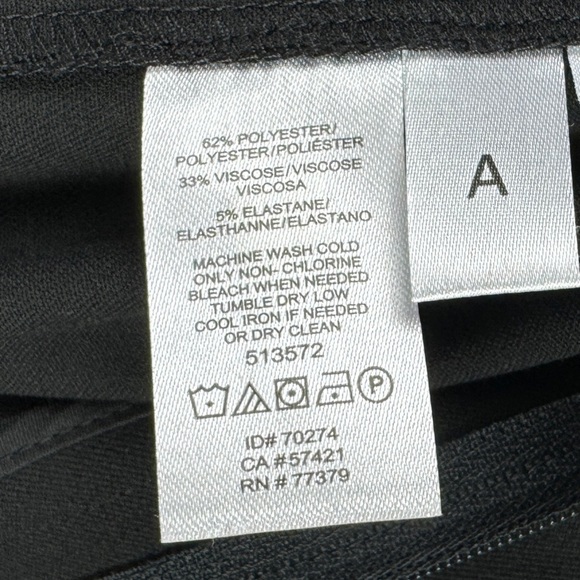 62% POLYESTER/
POLYESTER/POLIÉSTER
33% VISCOSE/VISCOSE
VISCOSA
5% ELASTANE/
ELASTHANNE/ELASTANO
MACHINE WASH COLD
ONLY NON- CHLORINE
BLEACH WHEN NEEDED
TUMBLE DRY LOW
COOL IRON IF NEEDED
OR DRY CLEAN
513572
P
ID# 70274
CA #57421
RN # 77379
A